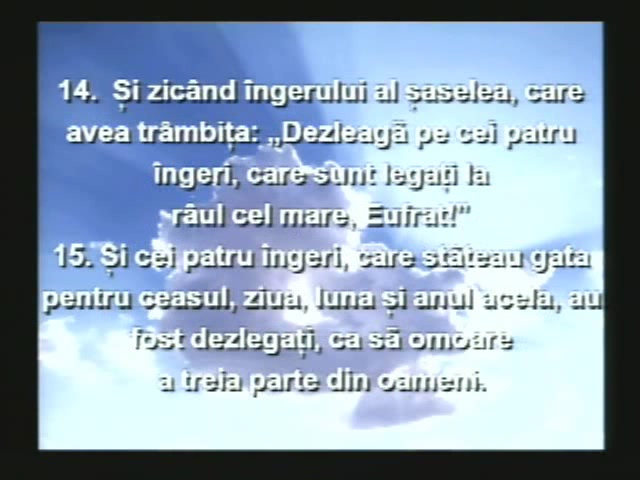 14. Și zicând îngerului al șaselea, care
avea trâmbița: „Dezleagă pe cei patru
îngeri, care sunt legați la
râul cel mare, Eufrat!”
15. Și cei patru îngeri, care stăteau gata
pentru ceasul, ziua, luna și anul acela, au
fost dezlegați, ca să omoare
a treia parte din oameni.